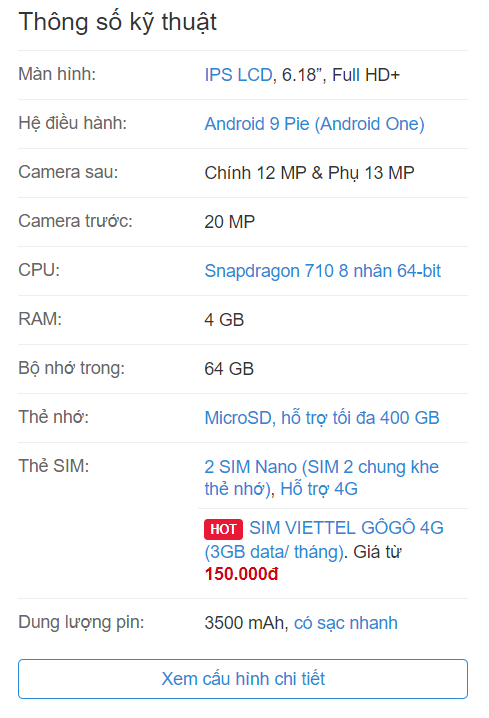 Thông số kỹ thuật
Màn hình: IPS LCD, 6.18”, Full HD+
Hệ điều hành: Android 9 Pie (Android One)
Camera sau: Chính 12 MP & Phụ 13 MP
Camera trước: 20 MP
CPU: Snapdragon 710 8 nhân 64-bit
RAM: 4 GB
Bộ nhớ trong: 64 GB
Thẻ nhớ: MicroSD, hỗ trợ tối đa 400 GB
Thẻ SIM: 2 SIM Nano (SIM 2 chung khe
thẻ nhớ), Hỗ trợ 4G
HOT SIM VIETTEL GÔGÔ 4G
(3GB data/ tháng). Giá từ
150.000đ
Dung lượng pin: 3500 mAh, có sạc nhanh
Xem cấu hình chi tiết